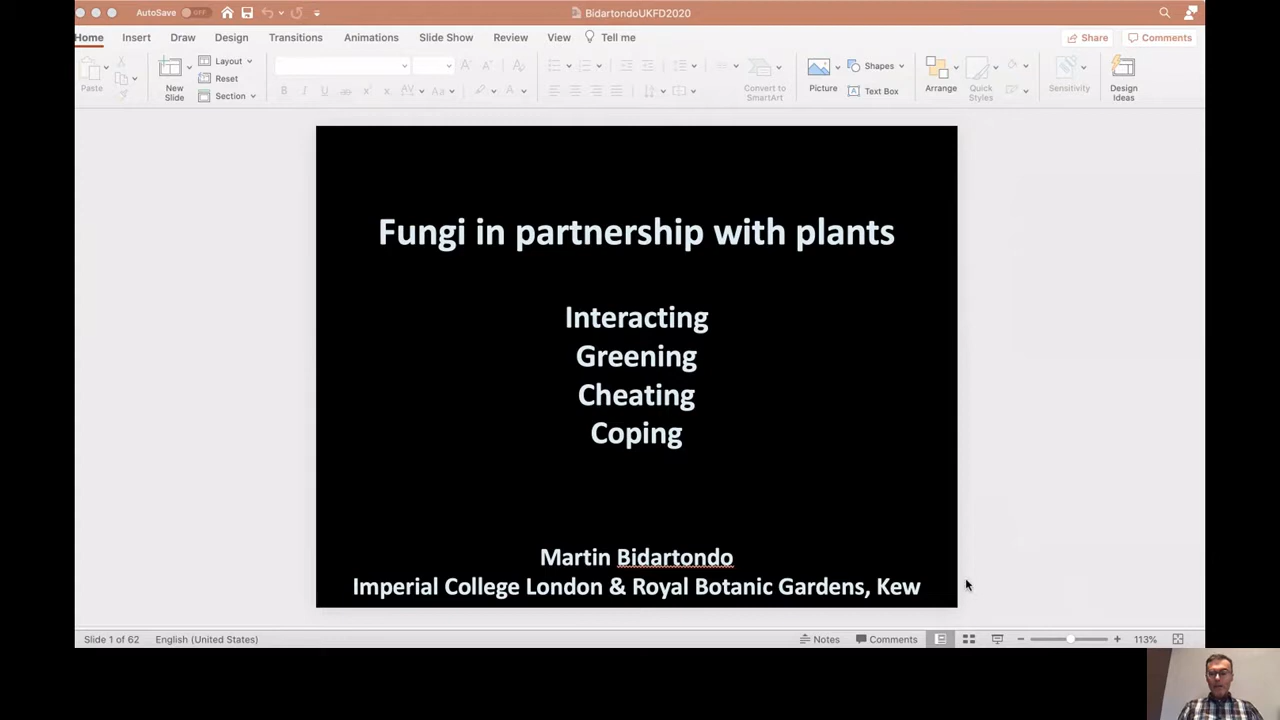 AutoSave OFF
BidartondoUKFD2020
Home Insert Draw Design Transitions Animations Slide Show Review View Tell me
Share Comments
Paste
New Slide
Layout
Reset
Section
Convert to SmartArt
Picture
Shapes
Text Box
Arrange
Quick Styles
Sensitivity
Design Ideas
Fungi in partnership with plants
Interacting
Greening
Cheating
Coping
Martin Bidartondo
Imperial College London & Royal Botanic Gardens, Kew
Slide 1 of 62 English (United States) Notes Comments 113%